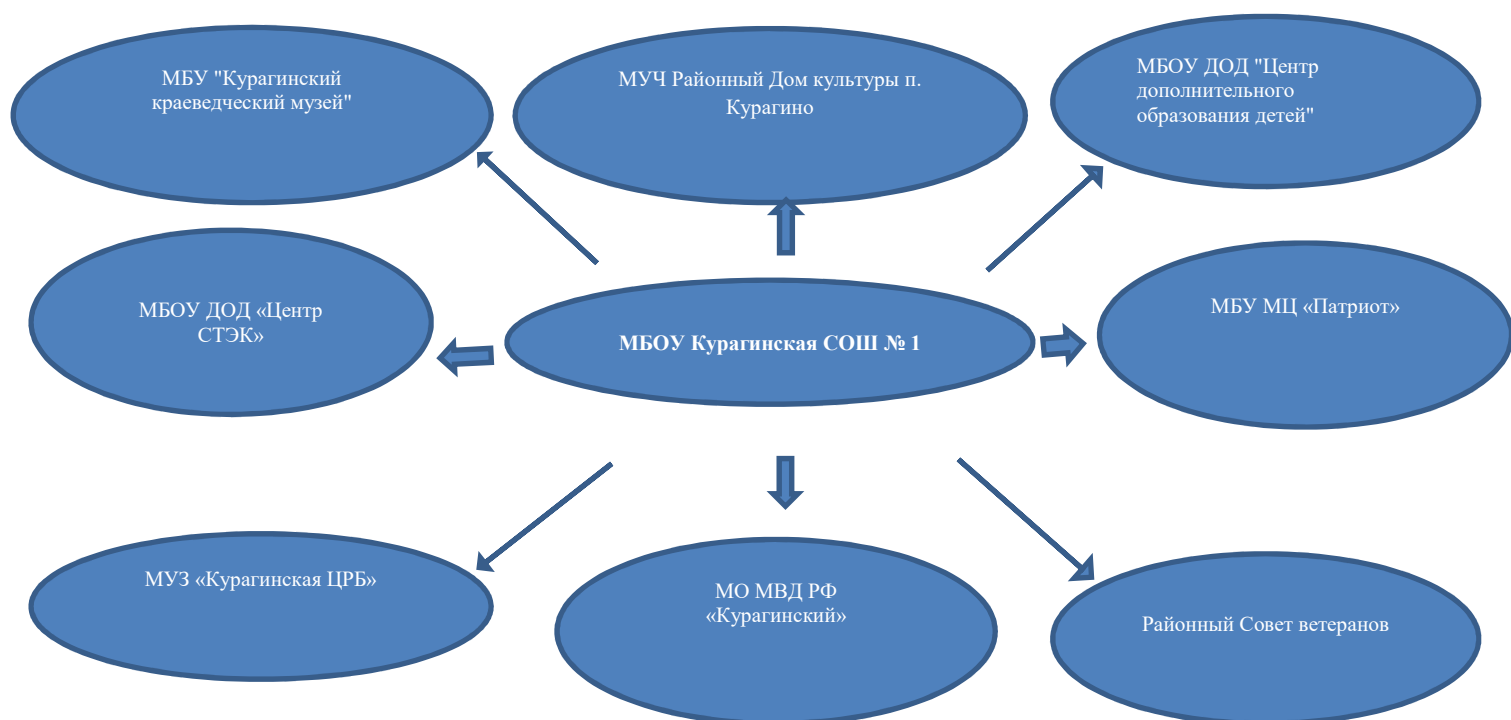 МБУ "Курагинский
краеведческий музей"
МУЧ Районный Дом культуры п.
Курагино
МБОУ ДОД "Центр
дополнительного
образования детей"
МБОУ ДОД «Центр
СТЭК»
МБОУ Курагинская СОШ № 1
МБУ МЦ «Патриот»
МУЗ «Курагинская ЦРБ»
МО МВД РФ
«Курагинский»
Районный Совет ветеранов